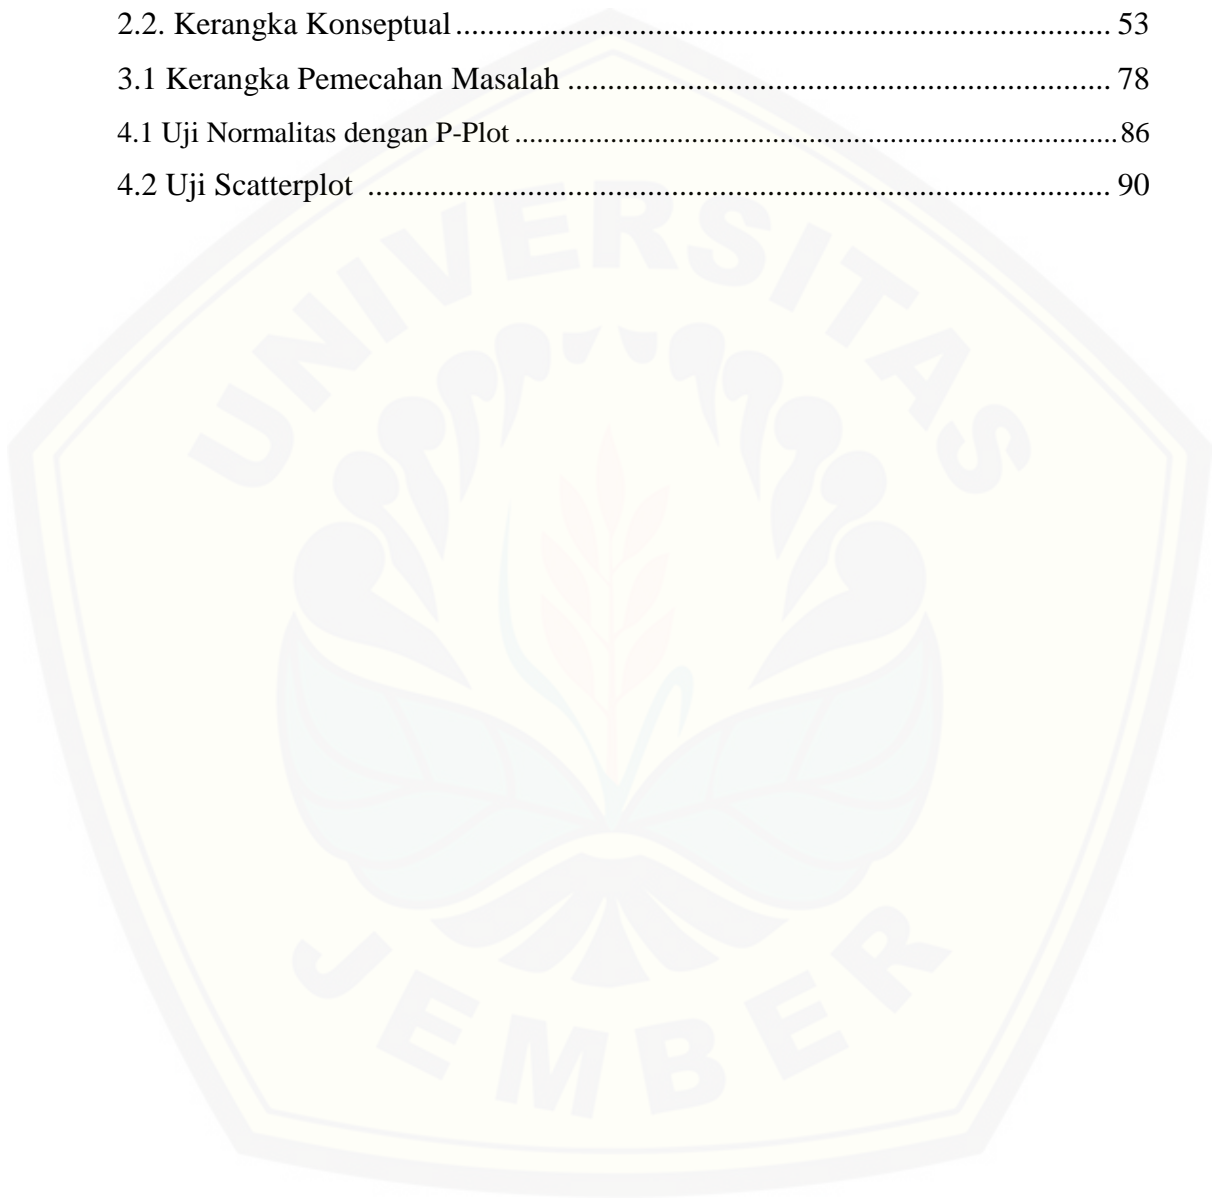 2.2. Kerangka Konseptual.................................................................................. 53
3.1 Kerangka Pemecahan Masalah .................................................................... 78
4.1 Uji Normalitas dengan P-Plot........................................................................... 86
4.2 Uji Scatterplot ............................................................................................. 90
UNIVERSITAS
JEMBER